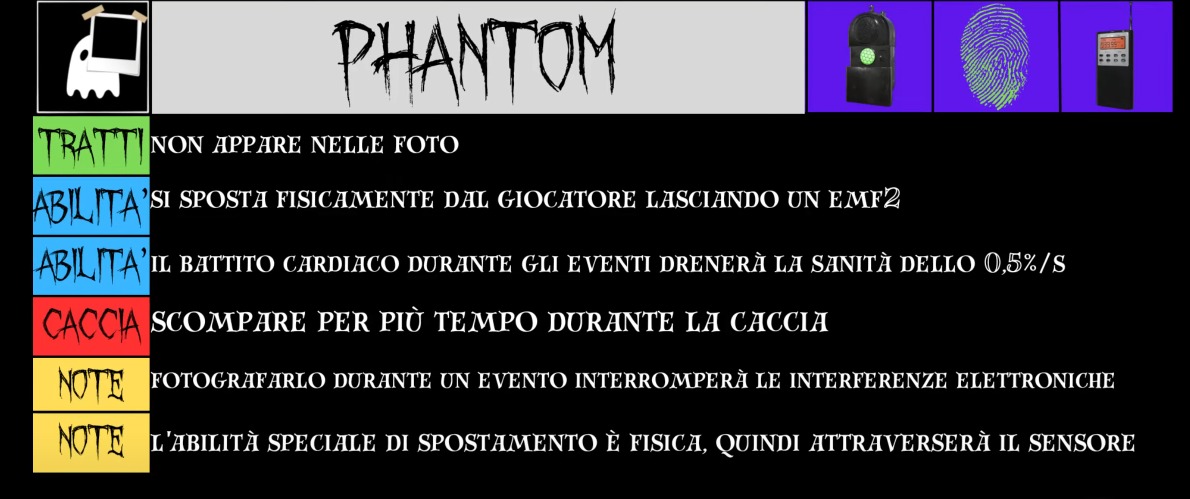 PHANTOM
TRATTI NON APPARE NELLE FOTO
ABILITA' SI SPOSTA FISICAMENTE DAL GIOCATORE LASCIANDO UN EMF2
ABILITA' IL BATTITO CARDIACO DURANTE GLI EVENTI DRENERÀ LA SANITÀ DELLO 0,5%/S
CACCIA SCOMPARE PER PIÙ TEMPO DURANTE LA CACCIA
NOTE FOTOGRAFARLO DURANTE UN EVENTO INTERROMPERÀ LE INTERFERENZE ELETTRONICHE
NOTE L'ABILITÀ SPECIALE DI SPOSTAMENTO È FISICA, QUINDI ATTRAVERSERÀ IL SENSORE